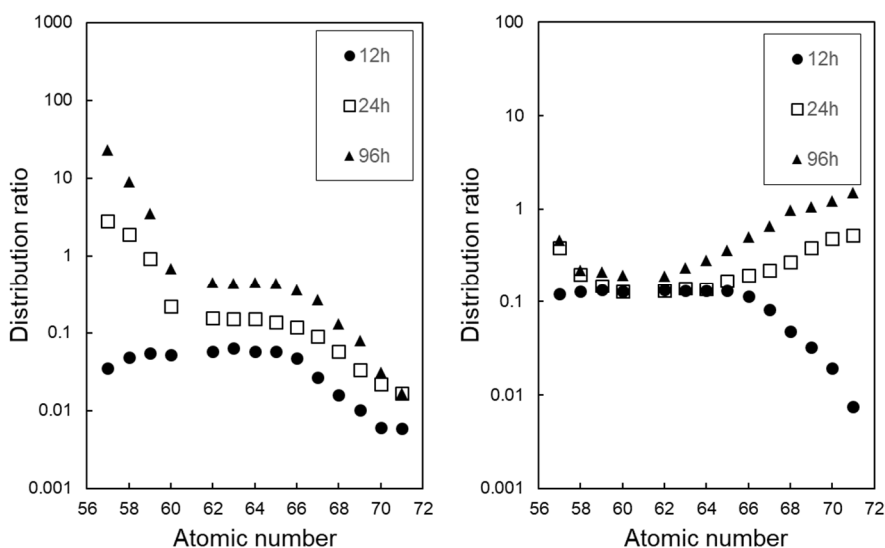 1000
100
10
1
0.1
0.01
0.001
Distribution ratio
12h
24h
96h
56 58 60 62 64 66 68 70 72
Atomic number
100
10
1
0.1
0.01
0.001
Distribution ratio
12h
24h
96h
56 58 60 62 64 66 68 70 72
Atomic number